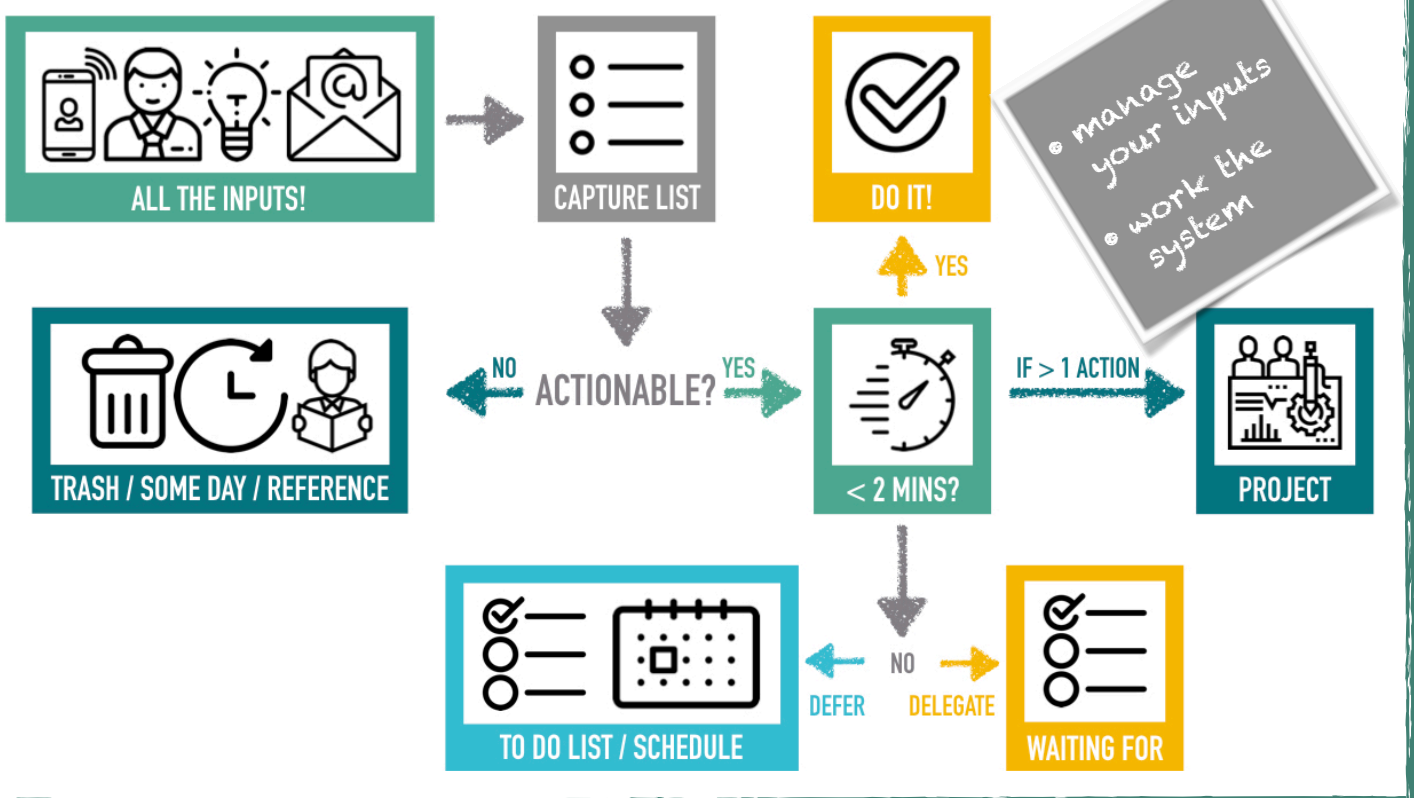 ALL THE INPUTS!
CAPTURE LIST
DO IT!
• manage
your inputs
• work the
system
YES
TRASH / SOME DAY / REFERENCE
NO
ACTIONABLE?
YES
< 2 MINS?
IF > 1 ACTION
PROJECT
TO DO LIST / SCHEDULE
DEFER
NO
DELEGATE
WAITING FOR